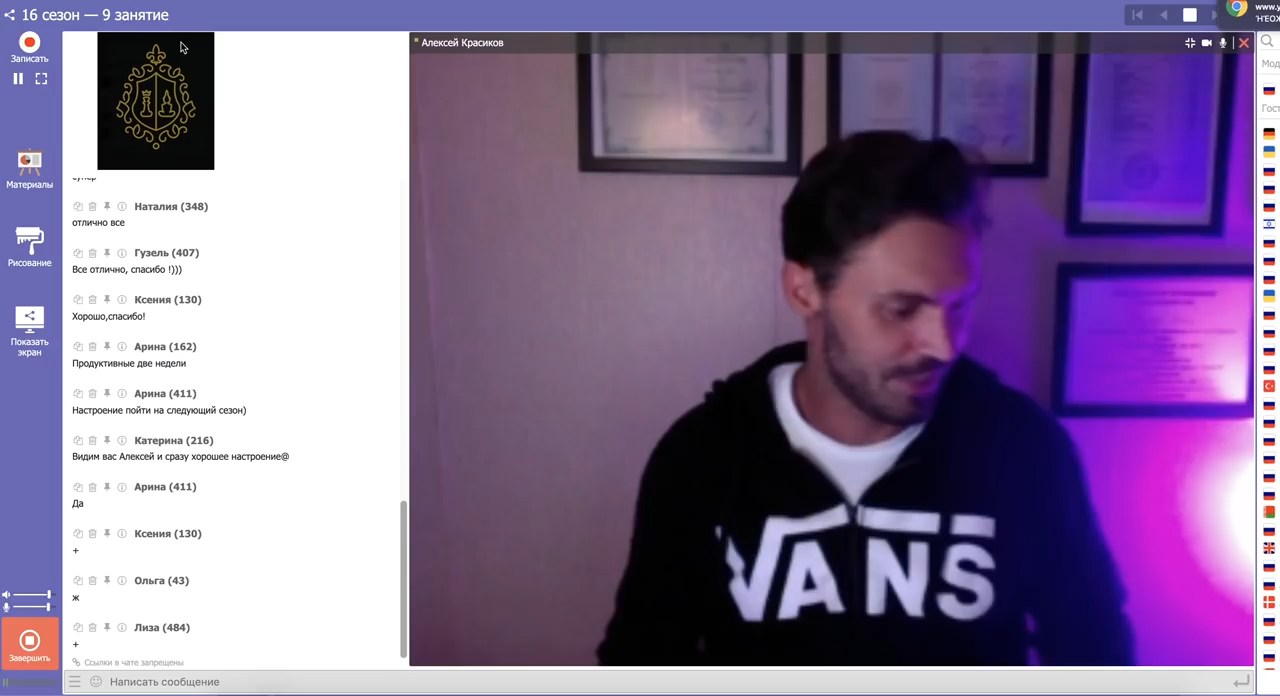 16 сезон — 9 занятие
www.y
Записать
Материалы
Рисование
Показать
экран
Завершить
Наталия (348)
отлично все
Гузель (407)
Все отлично, спасибо !)))
Ксения (130)
Хорошо,спасибо!
Арина (162)
Продуктивные две недели
Арина (411)
Настроение пойти на следующий сезон)
Катерина (216)
Видим вас Алексей и сразу хорошее настроение@
Арина (411)
Да
Ксения (130)
+
Ольга (43)
ж
Лиза (484)
+
Ссылки в чате запрещены
Написать сообщение
Алексей Красиков
VANS
Мод
Гост